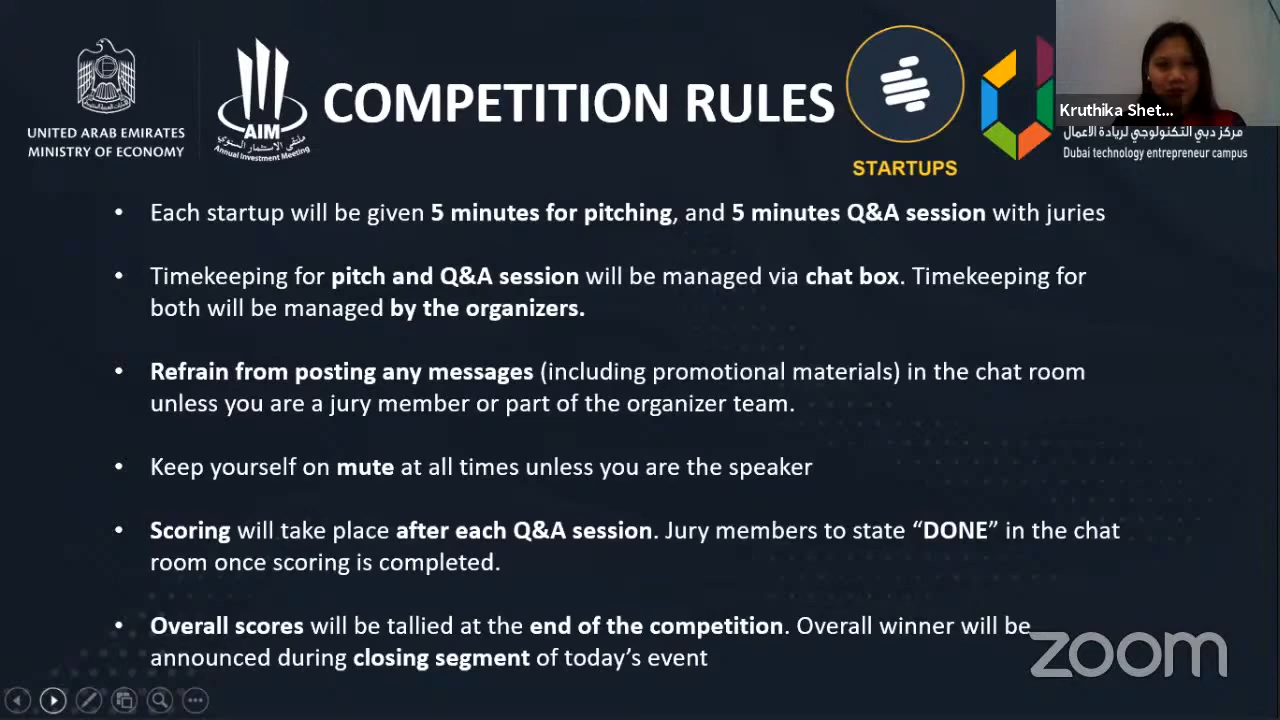 UNITED ARAB EMIRATES
MINISTRY OF ECONOMY
AIM
ملتقى الاستثمار السنوي
Annual Investment Meeting
COMPETITION RULES
STARTUPS
Kruthika Shet...
مركز دبي التكنولوجي لريادة الأعمال
Dubai technology entrepreneur campus
• Each startup will be given 5 minutes for pitching, and 5 minutes Q&A session with juries
• Timekeeping for pitch and Q&A session will be managed via chat box. Timekeeping for
both will be managed by the organizers.
• Refrain from posting any messages (including promotional materials) in the chat room
unless you are a jury member or part of the organizer team.
• Keep yourself on mute at all times unless you are the speaker
• Scoring will take place after each Q&A session. Jury members to state “DONE” in the chat
room once scoring is completed.
• Overall scores will be tallied at the end of the competition. Overall winner will be
announced during closing segment of today’s event
zoom